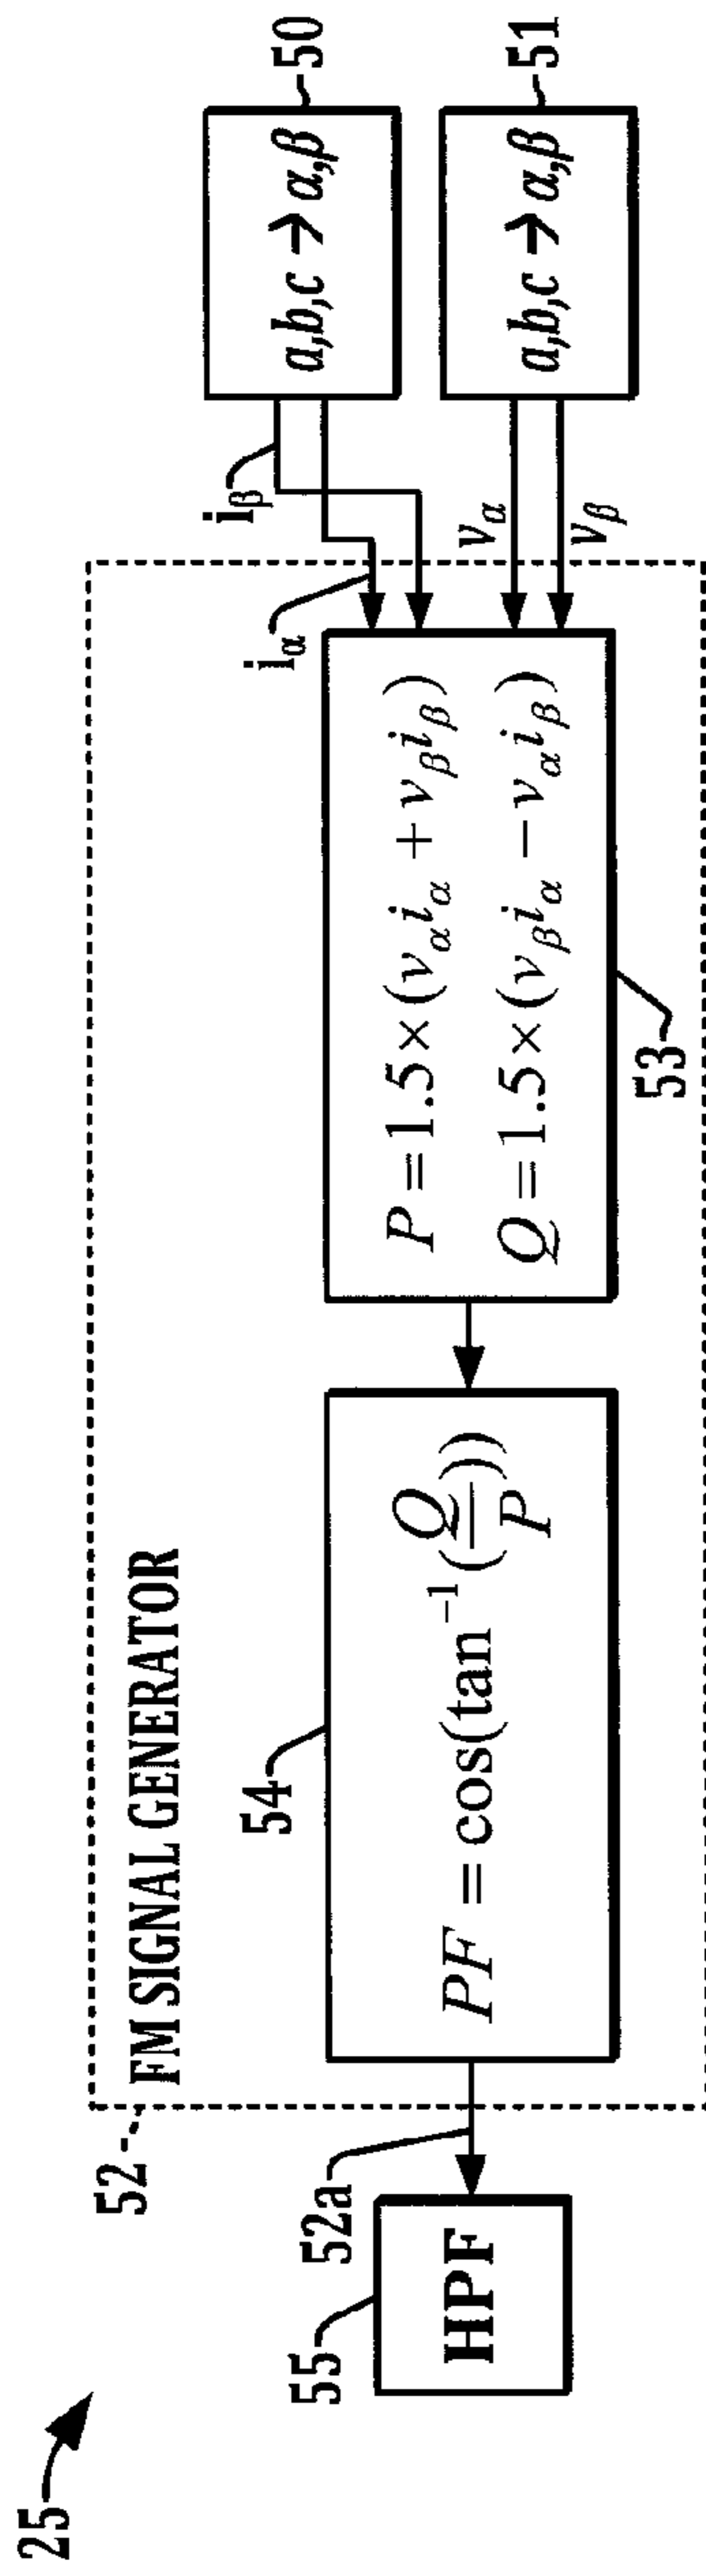 25
55
HPF
52a
52
FM SIGNAL GENERATOR
54
PF = cos(tan⁻¹(Q/P))
53
P = 1.5 × (vαiα + vβiβ)
Q = 1.5 × (vβiα − vαiβ)
iα
iβ
vα
vβ
a,b,c → α,β
50
a,b,c → α,β
51